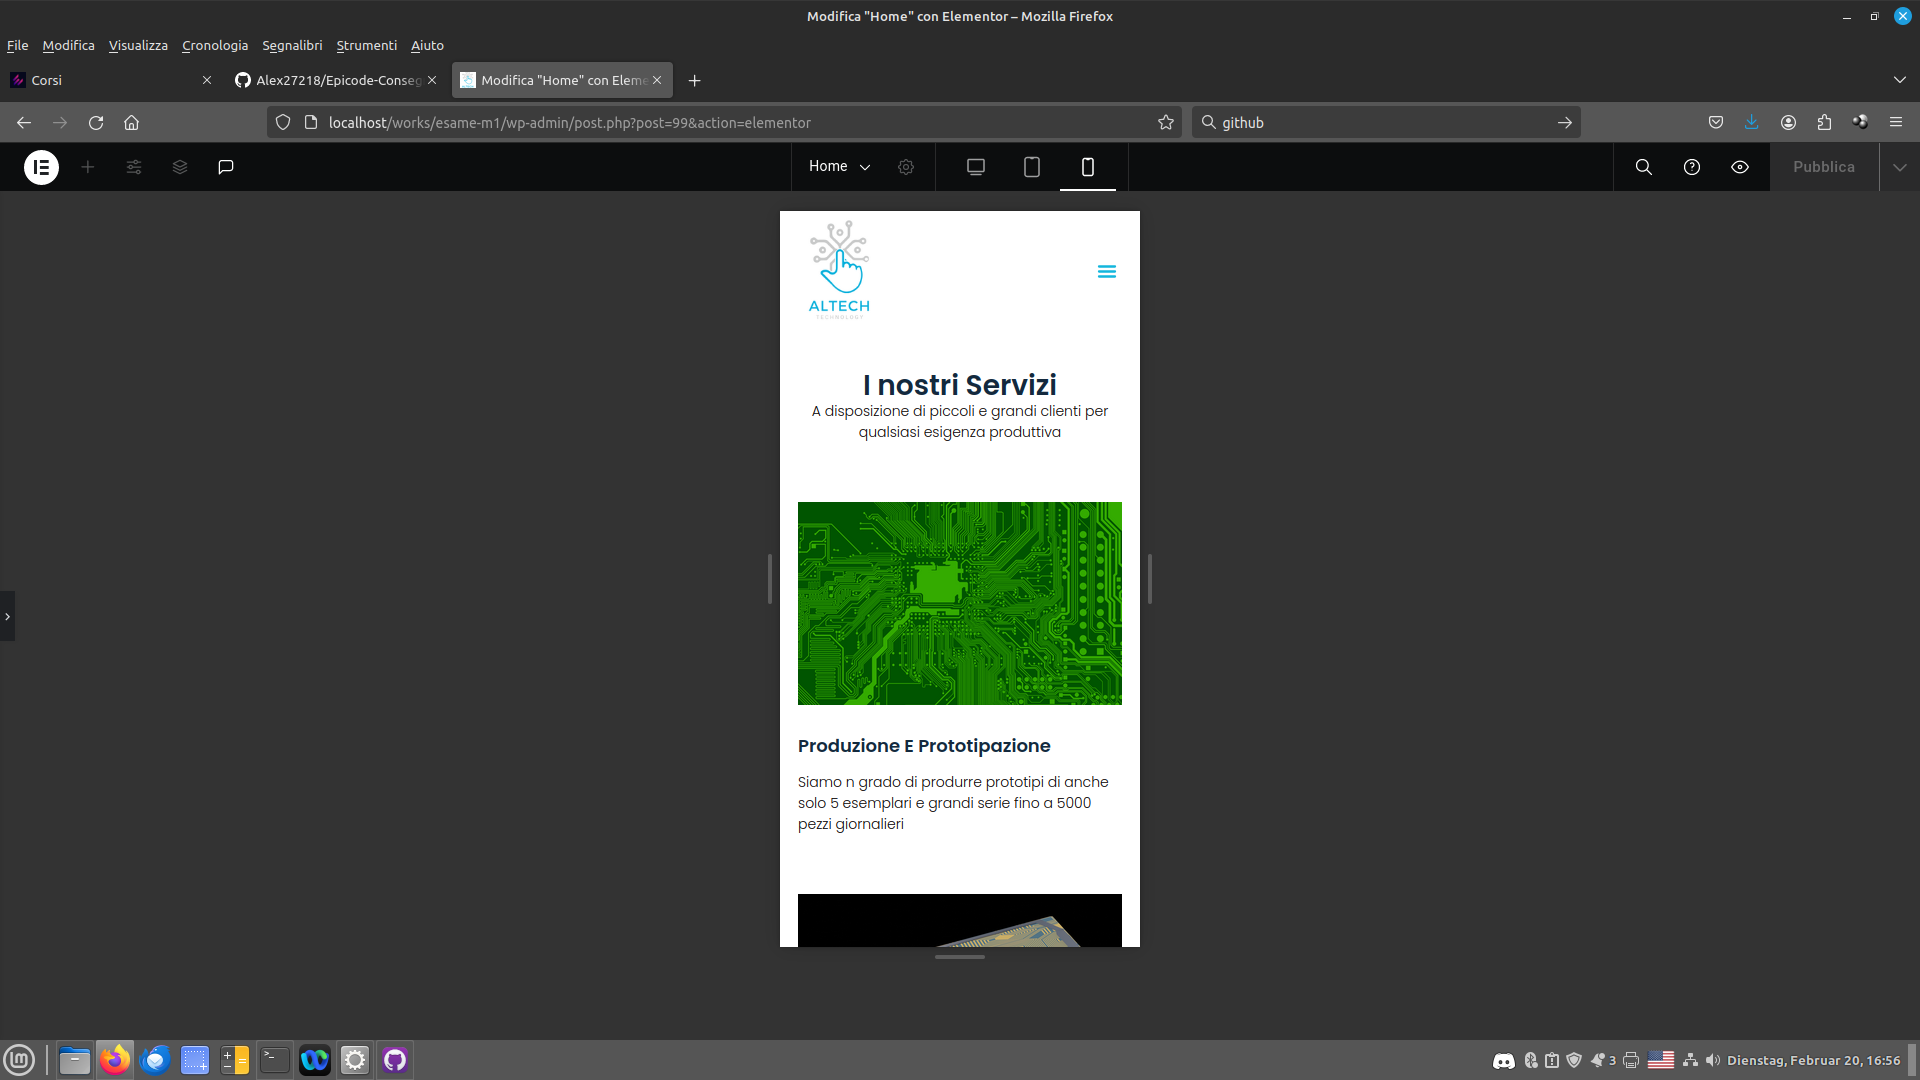 Modifica "Home" con Elementor – Mozilla Firefox
File Modifica Visualizza Cronologia Segnalibri Strumenti Aiuto
Corsi
Alex27218/Epicode-Conseg
Modifica "Home" con Eleme
localhost/works/esame-m1/wp-admin/post.php?post=99&action=elementor
github
Home
Pubblica
ALTECH
TECHNOLOGY
I nostri Servizi
A disposizione di piccoli e grandi clienti per
qualsiasi esigenza produttiva
Produzione E Prototipazione
Siamo n grado di produrre prototipi di anche
solo 5 esemplari e grandi serie fino a 5000
pezzi giornalieri
3
Dienstag, Februar 20, 16:56